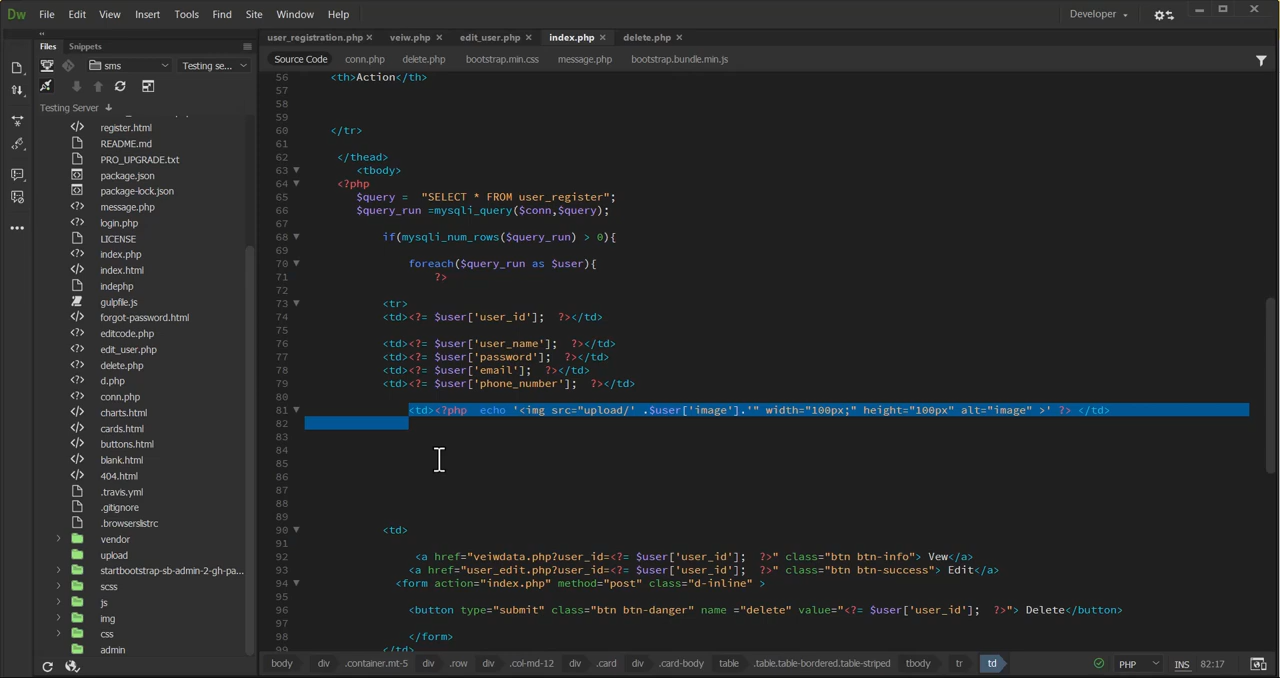 Dw File Edit View Insert Tools Find Site Window Help Developer
user_registration.php × veiw.php × edit_user.php × index.php × delete.php ×
Files Snippets
Source Code conn.php delete.php bootstrap.min.css message.php bootstrap.bundle.min.js
sms Testing se...
Testing Server
register.html
README.md
PRO_UPGRADE.txt
package.json
package-lock.json
message.php
login.php
LICENSE
index.php
index.html
indephp
gulpfile.js
forgot-password.html
editcode.php
edit_user.php
delete.php
d.php
conn.php
charts.html
cards.html
buttons.html
blank.html
404.html
.travis.yml
.gitignore
.browserslistrc
vendor
upload
startbootstrap-sb-admin-2-gh-pa...
scss
js
img
css
admin
56 <th>Action</th>
57
58
59
60 </tr>
61
62 </thead>
63 <tbody>
64 <?php
65 $query = "SELECT * FROM user_register";
66 $query_run =mysqli_query($conn,$query);
67
68 if(mysqli_num_rows($query_run) > 0){
69
70 foreach($query_run as $user){
71 ?>
72
73 <tr>
74 <td><?= $user['user_id']; ?></td>
75
76 <td><?= $user['user_name']; ?></td>
77 <td><?= $user['password']; ?></td>
78 <td><?= $user['email']; ?></td>
79 <td><?= $user['phone_number']; ?></td>
80
81 <td><?php echo '<img src="upload/' .$user['image'].'" width="100px;" height="100px" alt="image" >' ?> </td>
82
83
84
85
86
87
88
89
90 <td>
91
92 <a href="veiwdata.php?user_id=<?= $user['user_id']; ?>" class="btn btn-info"> Vew</a>
93 <a href="user_edit.php?user_id=<?= $user['user_id']; ?>" class="btn btn-success"> Edit</a>
94 <form action="index.php" method="post" class="d-inline" >
95
96 <button type="submit" class="btn btn-danger" name ="delete" value="<?= $user['user_id']; ?>"> Delete</button>
97
98 </form>
99 </td>
body div .container.mt-5 div .row div .col-md-12 div .card div .card-body table .table.table-bordered.table-striped tbody tr td PHP INS 82:17